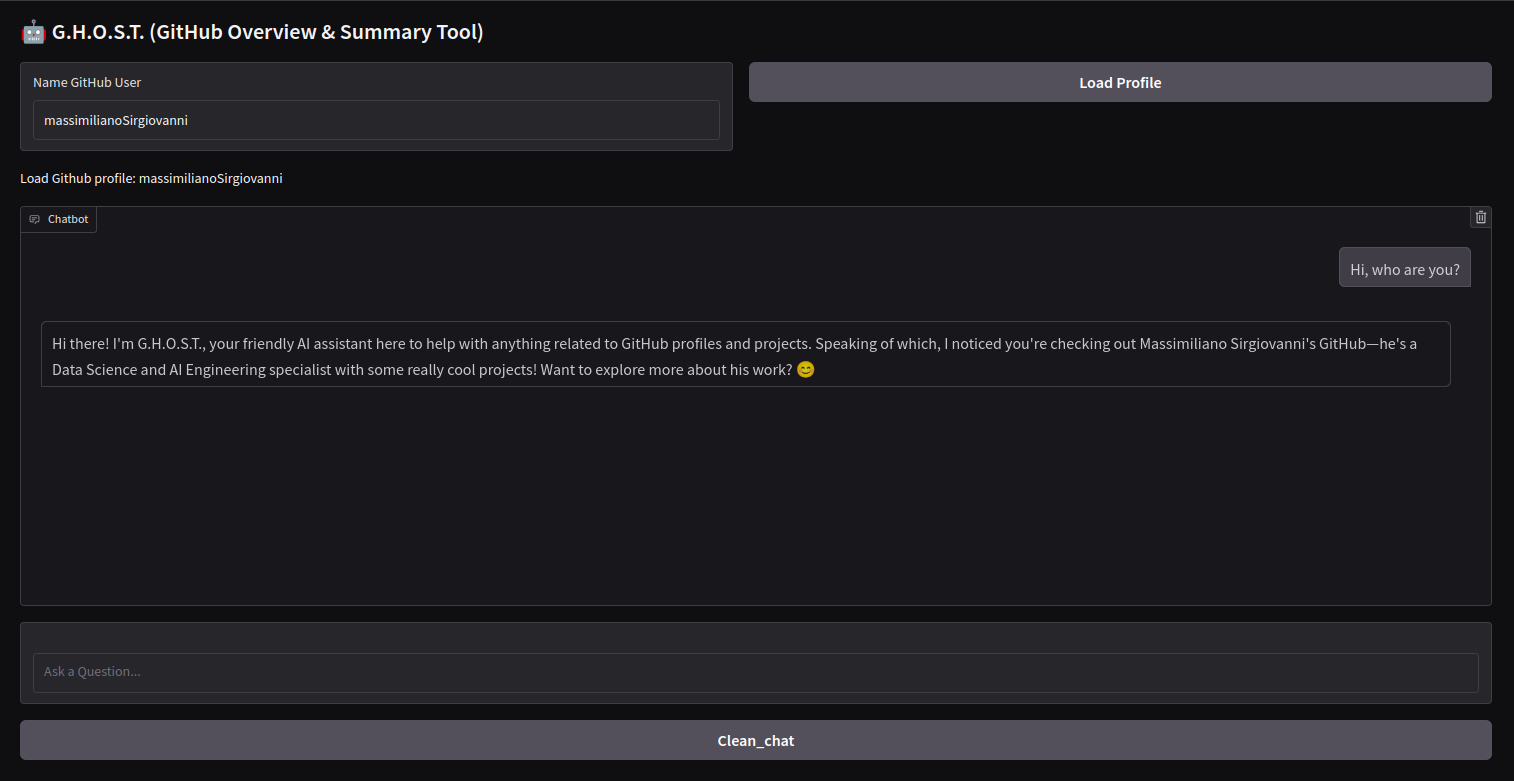 🤖 G.H.O.S.T. (GitHub Overview & Summary Tool)
Name GitHub User
massimilianoSirgiovanni
Load Profile
Load Github profile: massimilianoSirgiovanni
Chatbot
Hi, who are you?
Hi there! I'm G.H.O.S.T., your friendly AI assistant here to help with anything related to GitHub profiles and projects. Speaking of which, I noticed you're checking out Massimiliano Sirgiovanni's GitHub—he's a
Data Science and AI Engineering specialist with some really cool projects! Want to explore more about his work? 😊
Ask a Question...
Clean_chat